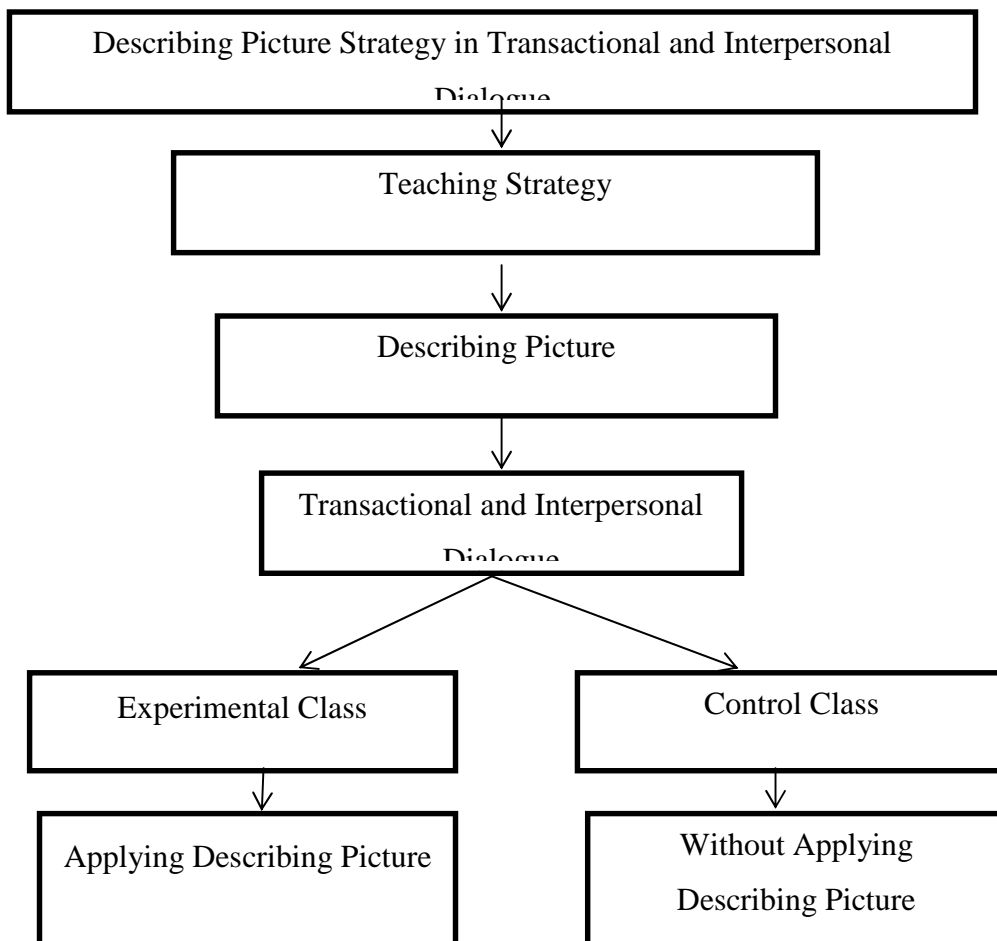 Describing Picture Strategy in Transactional and Interpersonal
Dialogue
Teaching Strategy
Describing Picture
Transactional and Interpersonal
Dialogue
Experimental Class
Control Class
Applying Describing Picture
Without Applying
Describing Picture